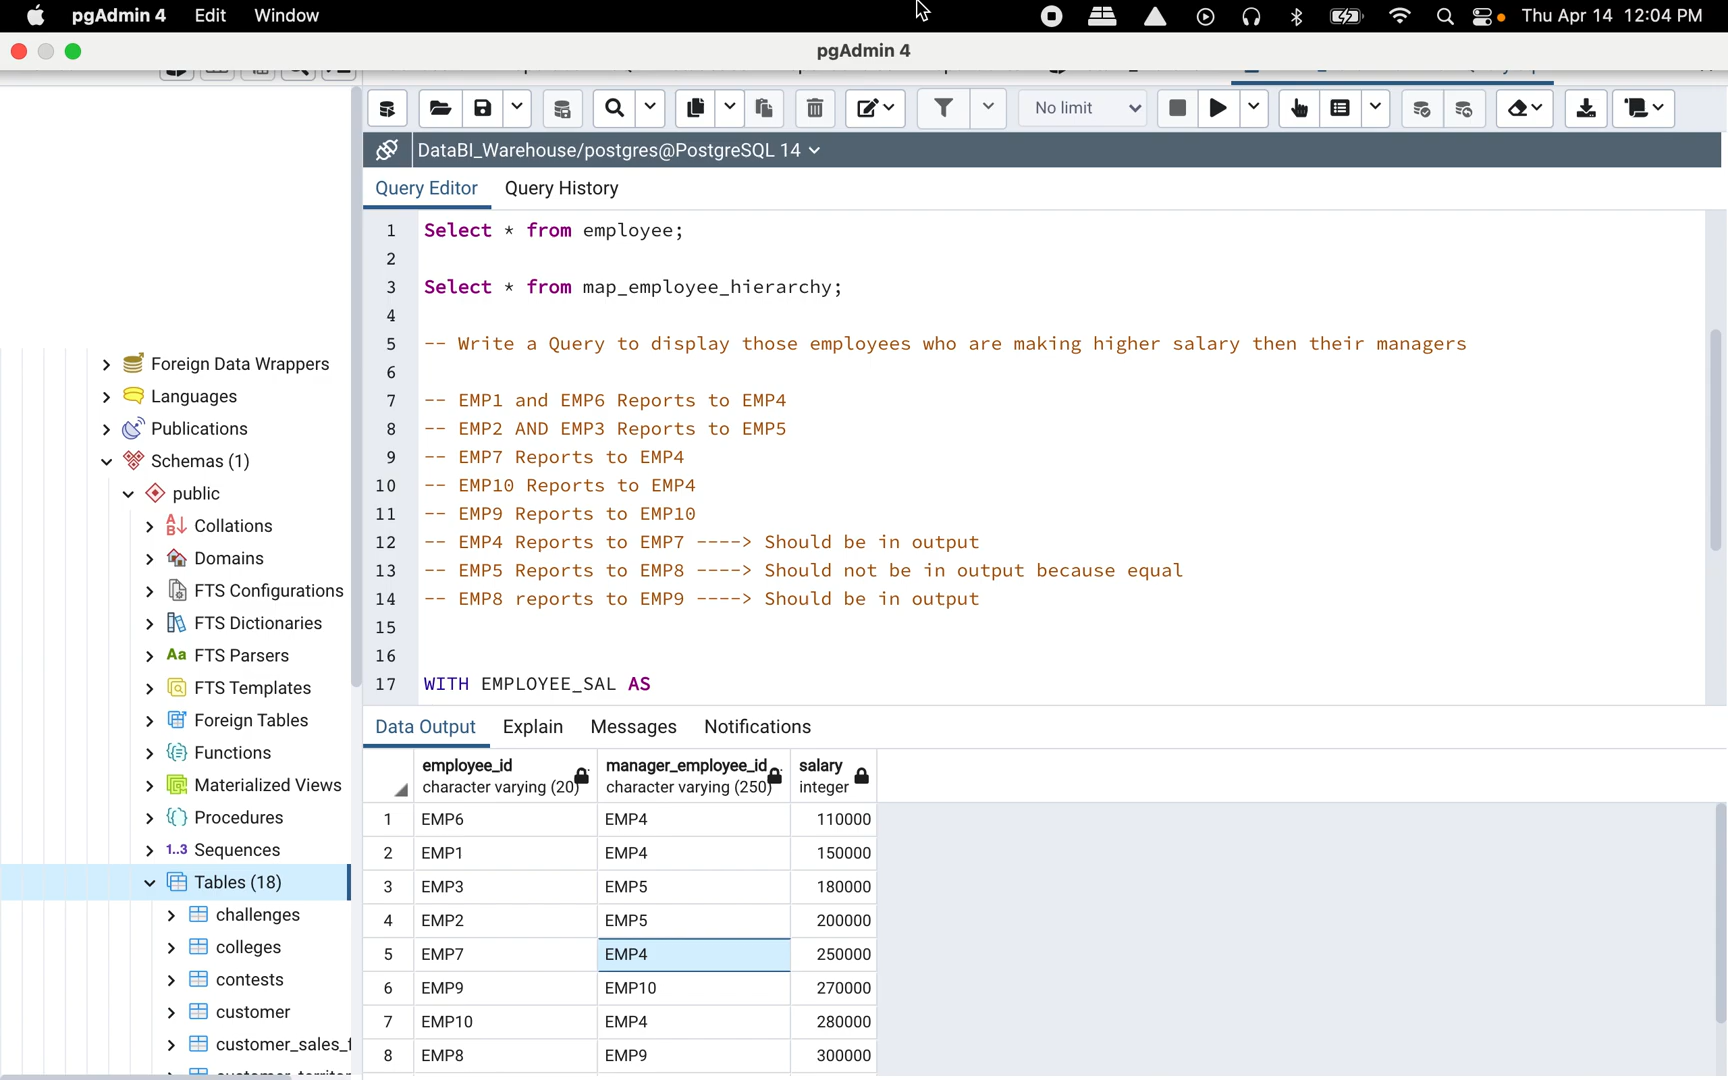 pgAdmin 4 Edit Window Thu Apr 14 12:04 PM
pgAdmin 4
No limit
DataBI_Warehouse/postgres@PostgreSQL 14
Query Editor Query History
1 Select * from employee;
2
3 Select * from map_employee_hierarchy;
4
5 -- Write a Query to display those employees who are making higher salary then their managers
6
7 -- EMP1 and EMP6 Reports to EMP4
8 -- EMP2 AND EMP3 Reports to EMP5
9 -- EMP7 Reports to EMP4
10 -- EMP10 Reports to EMP4
11 -- EMP9 Reports to EMP10
12 -- EMP4 Reports to EMP7 ----> Should be in output
13 -- EMP5 Reports to EMP8 ----> Should not be in output because equal
14 -- EMP8 reports to EMP9 ----> Should be in output
15
16
17 WITH EMPLOYEE_SAL AS
Foreign Data Wrappers
Languages
Publications
Schemas (1)
public
Collations
Domains
FTS Configurations
FTS Dictionaries
Aa FTS Parsers
FTS Templates
Foreign Tables
Functions
Materialized Views
Procedures
1..3 Sequences
Tables (18)
challenges
colleges
contests
customer
customer_sales_
Data Output Explain Messages Notifications
employee_id manager_employee_id salary
character varying (20) character varying (250) integer
1 EMP6 EMP4 110000
2 EMP1 EMP4 150000
3 EMP3 EMP5 180000
4 EMP2 EMP5 200000
5 EMP7 EMP4 250000
6 EMP9 EMP10 270000
7 EMP10 EMP4 280000
8 EMP8 EMP9 300000